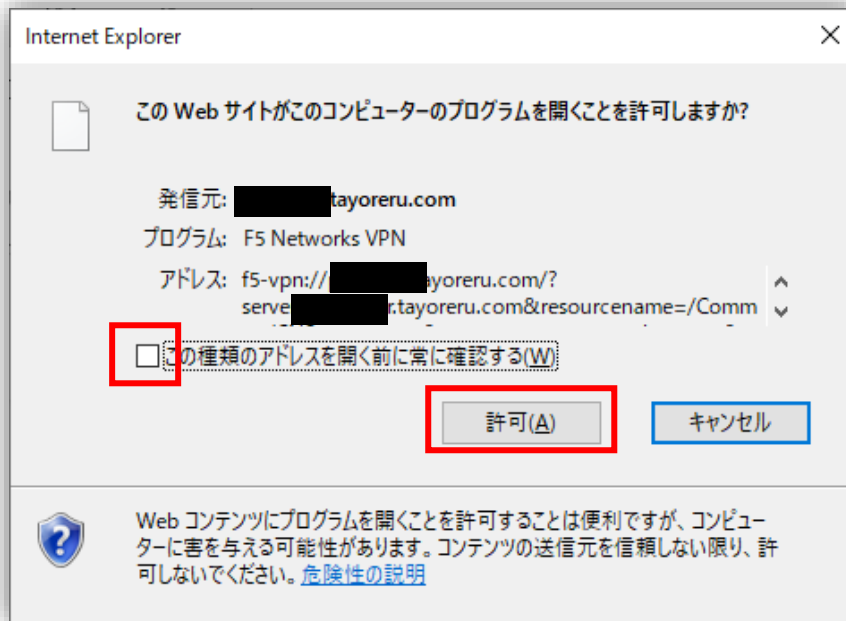 Internet Explorer
この Web サイトがこのコンピューターのプログラムを開くことを許可しますか?
発信元: tayoreru.com
プログラム: F5 Networks VPN
アドレス: f5-vpn:// ayoreru.com/?
serve r.tayoreru.com&resourcename=/Comm
この種類のアドレスを開く前に常に確認する(W)
許可(A)
キャンセル
Web コンテンツにプログラムを開くことを許可することは便利ですが、コンピュー
ターに害を与える可能性があります。コンテンツの送信元を信頼しない限り、許
可しないでください。危険性の説明